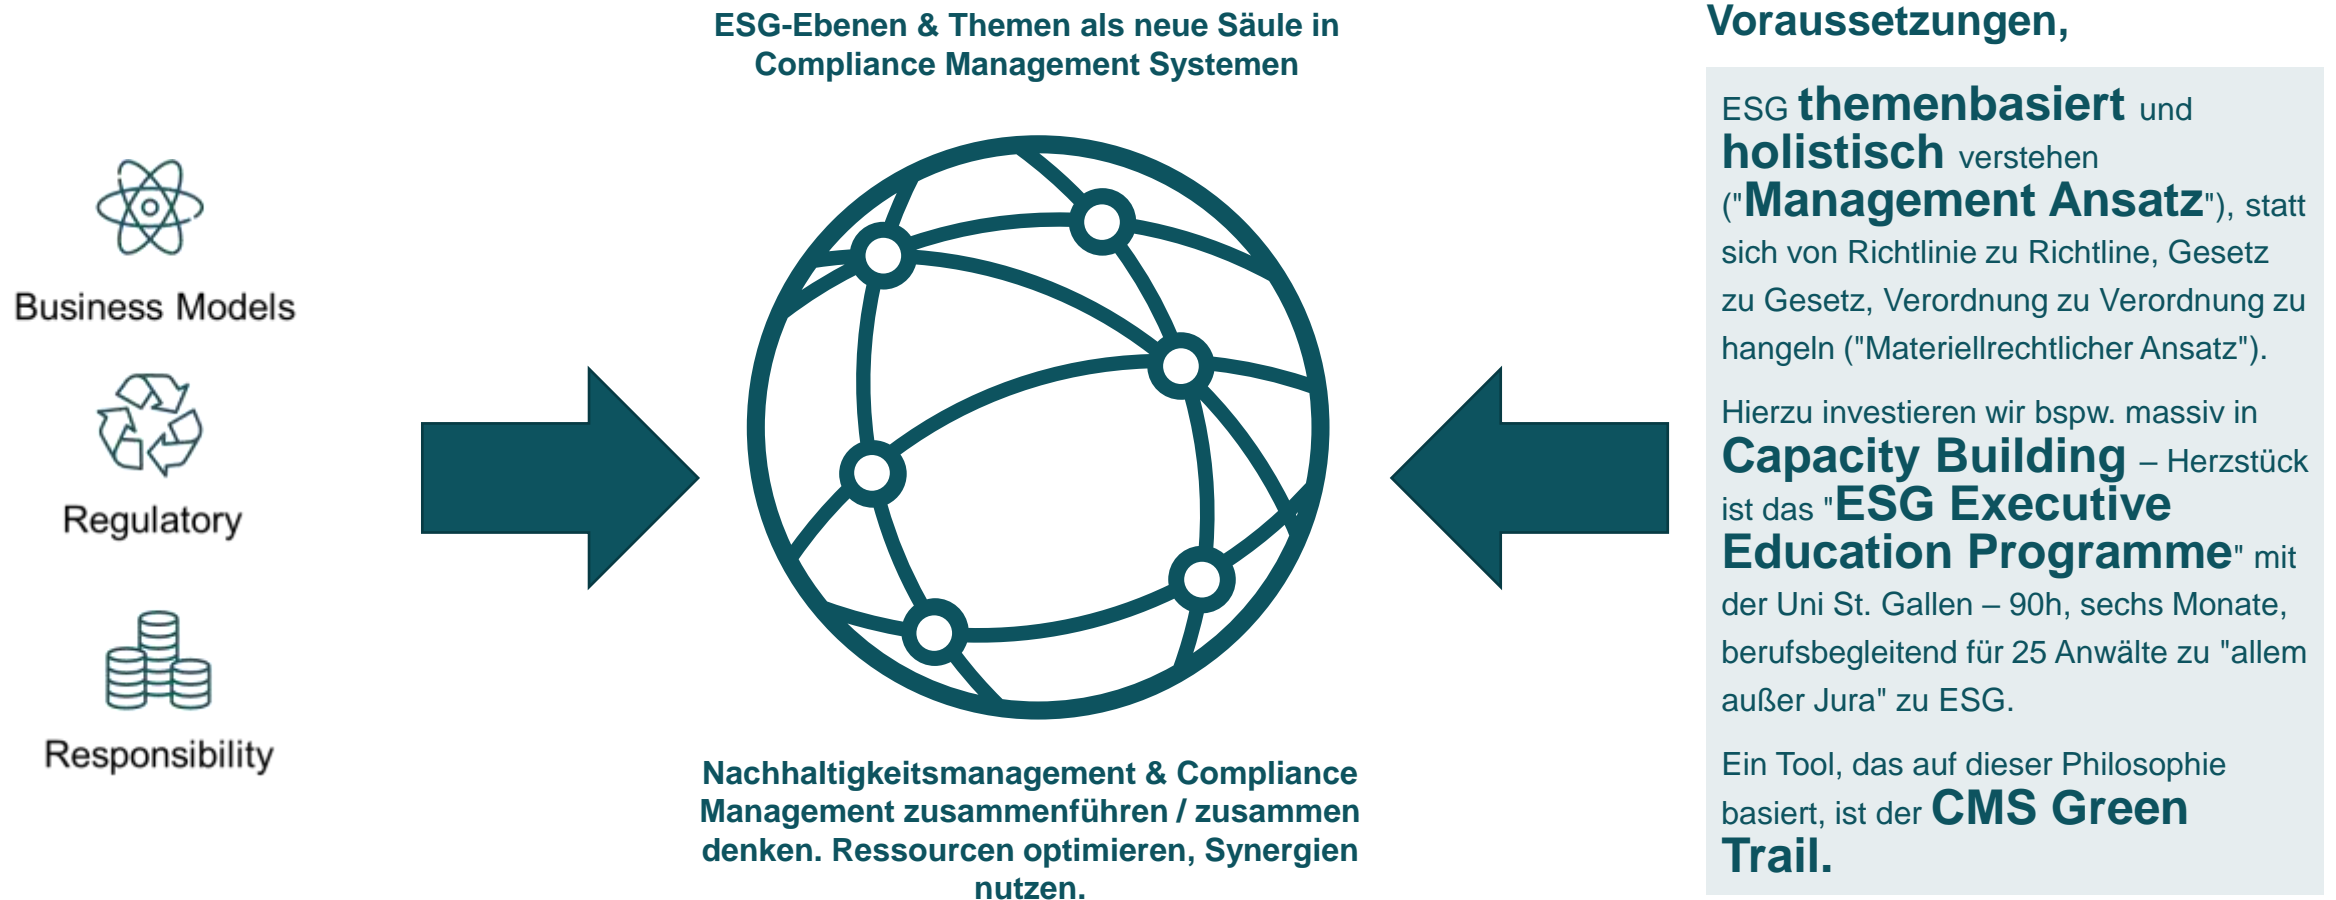 ESG-Ebenen & Themen als neue Säule in
Compliance Management Systemen
Business Models
Regulatory
Responsibility
Nachhaltigkeitsmanagement & Compliance
Management zusammenführen / zusammen
denken. Ressourcen optimieren, Synergien
nutzen.
Voraussetzungen,
ESG themenbasiert und
holistisch verstehen
("Management Ansatz"), statt
sich von Richtlinie zu Richtline, Gesetz
zu Gesetz, Verordnung zu Verordnung zu
hangeln ("Materiellrechtlicher Ansatz").
Hierzu investieren wir bspw. massiv in
Capacity Building – Herzstück
ist das "ESG Executive
Education Programme" mit
der Uni St. Gallen – 90h, sechs Monate,
berufsbegleitend für 25 Anwälte zu "allem
außer Jura" zu ESG.
Ein Tool, das auf dieser Philosophie
basiert, ist der CMS Green
Trail.